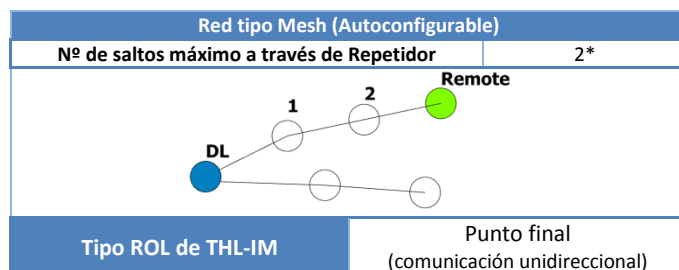 Red tipo Mesh (Autoconfigurable)
Nº de saltos máximo a través de Repetidor 2*
Remote
2
1
DL
Tipo ROL de THL-IM
Punto final
(comunicación unidireccional)